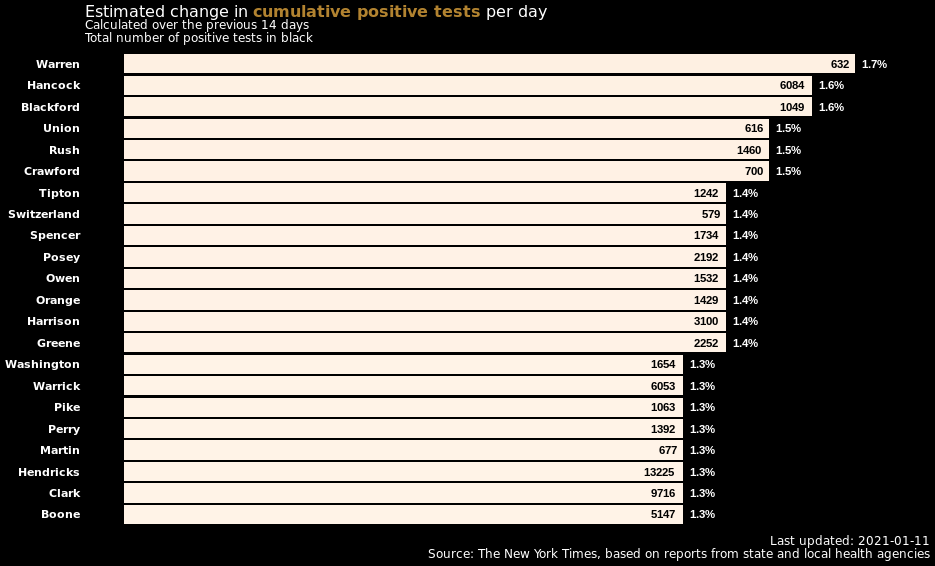 Estimated change in cumulative positive tests per day
Calculated over the previous 14 days
Total number of positive tests in black
Warren 632 1.7%
Hancock 6084 1.6%
Blackford 1049 1.6%
Union 616 1.5%
Rush 1460 1.5%
Crawford 700 1.5%
Tipton 1242 1.4%
Switzerland 579 1.4%
Spencer 1734 1.4%
Posey 2192 1.4%
Owen 1532 1.4%
Orange 1429 1.4%
Harrison 3100 1.4%
Greene 2252 1.4%
Washington 1654 1.3%
Warrick 6053 1.3%
Pike 1063 1.3%
Perry 1392 1.3%
Martin 677 1.3%
Hendricks 13225 1.3%
Clark 9716 1.3%
Boone 5147 1.3%
Last updated: 2021-01-11
Source: The New York Times, based on reports from state and local health agencies